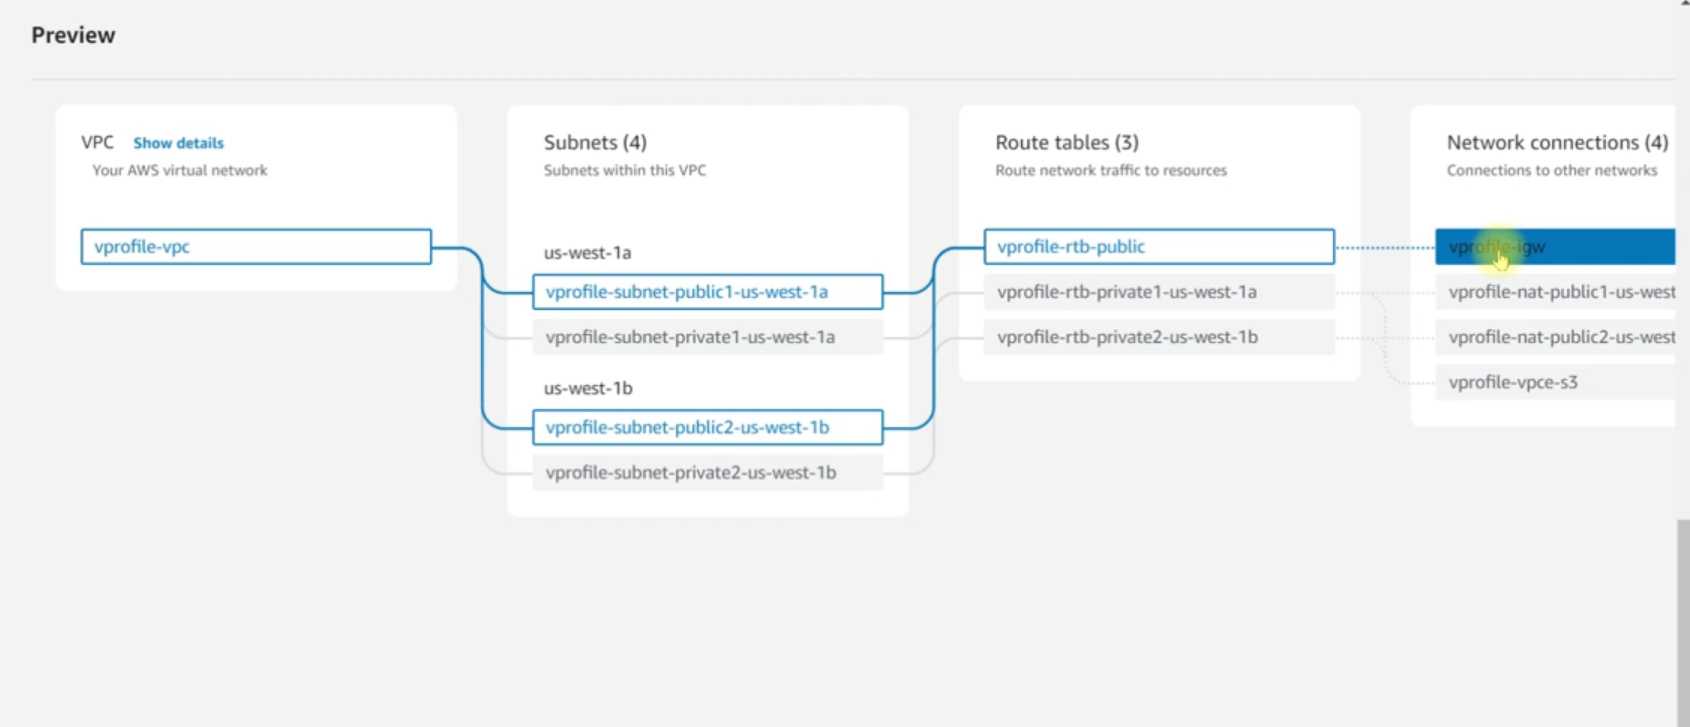 Preview
VPC Show details
Your AWS virtual network
vprofile-vpc
Subnets (4)
Subnets within this VPC
us-west-1a
vprofile-subnet-public1-us-west-1a
vprofile-subnet-private1-us-west-1a
us-west-1b
vprofile-subnet-public2-us-west-1b
vprofile-subnet-private2-us-west-1b
Route tables (3)
Route network traffic to resources
vprofile-rtb-public
vprofile-rtb-private1-us-west-1a
vprofile-rtb-private2-us-west-1b
Network connections (4)
Connections to other networks
vprofile-igw
vprofile-nat-public1-us-west
vprofile-nat-public2-us-west
vprofile-vpce-s3